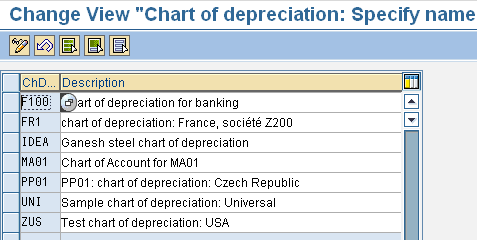 Change View "Chart of depreciation: Specify name
ChD... Description
F100 art of depreciation for banking
FR1 chart of depreciation: France, société Z200
IDEA Ganesh steel chart of depreciation
MA01 Chart of Account for MA01
PP01 PP01: chart of depreciation: Czech Republic
UNI Sample chart of depreciation: Universal
ZUS Test chart of depreciation: USA